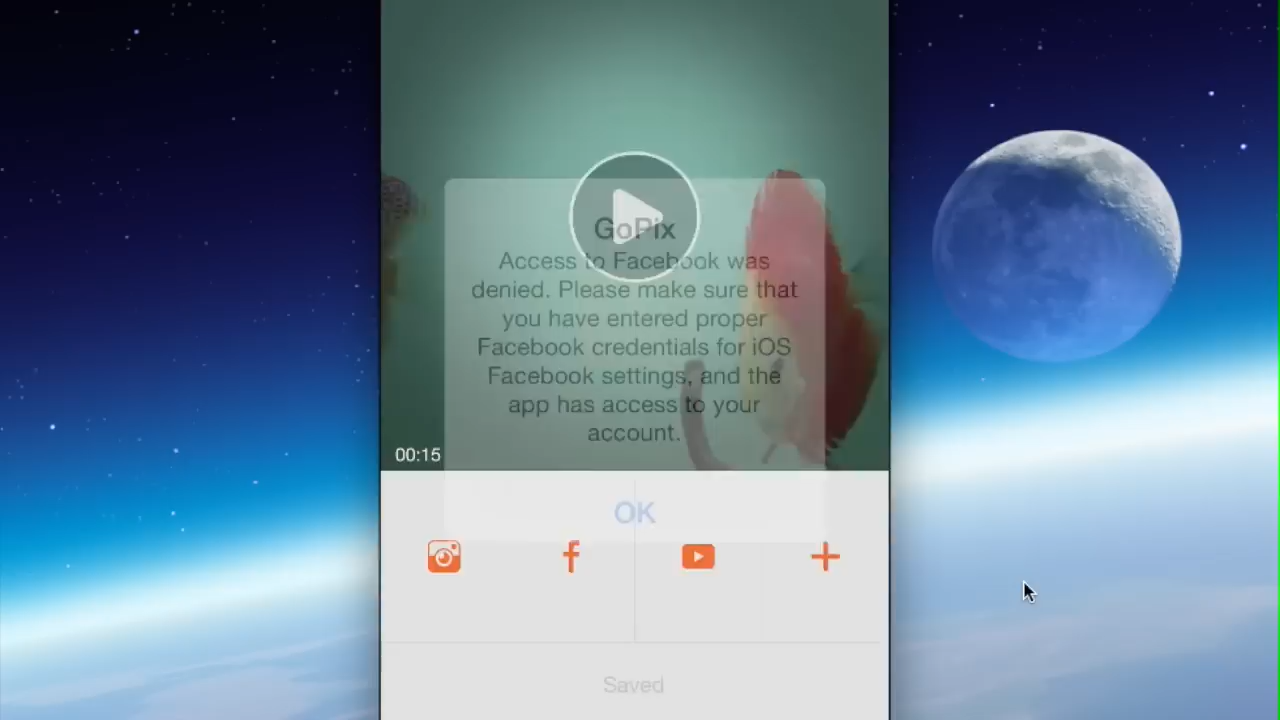 GoPix
Access to Facebook was
denied. Please make sure that
you have entered proper
Facebook credentials for iOS
Facebook settings, and the
app has access to your
account.
00:15
OK
Saved